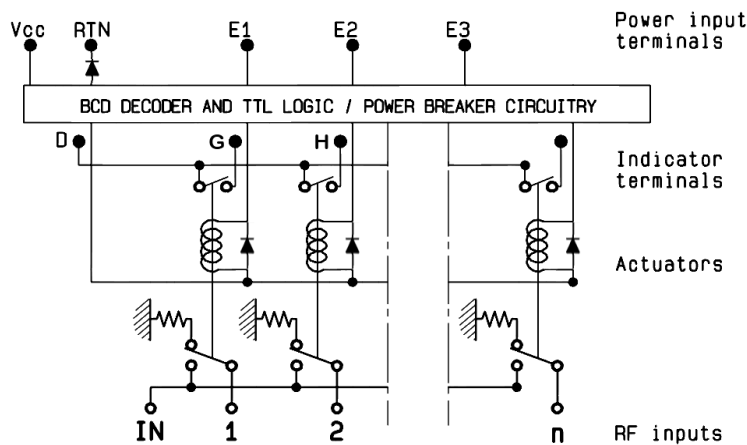 Vcc RTN E1 E2 E3
Power input
terminals
BCD DECODER AND TTL LOGIC / POWER BREAKER CIRCUITRY
D G H
Indicator
terminals
Actuators
IN 1 2 n
RF inputs